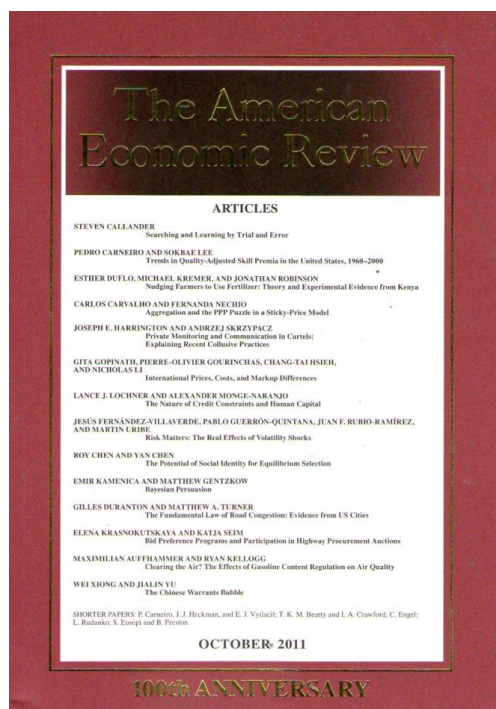 The American
Economic Review
ARTICLES
STEVEN CALLANDER
Searching and Learning by Trial and Error
PEDRO CARNEIRO AND SOKBAE LEE
Trends in Quality-Adjusted Skill Premia in the United States, 1960–2000
ESTHER DUFLO, MICHAEL KREMER, AND JONATHAN ROBINSON
Nudging Farmers to Use Fertilizer: Theory and Experimental Evidence from Kenya
CARLOS CARVALHO AND FERNANDA NECHIO
Aggregation and the PPP Puzzle in a Sticky-Price Model
JOSEPH E. HARRINGTON AND ANDRZEJ SKRZYPACZ
Private Monitoring and Communication in Cartels:
Explaining Recent Collusive Practices
GITA GOPINATH, PIERRE-OLIVIER GOURINCHAS, CHANG-TAI HSIEH,
AND NICHOLAS LI
International Prices, Costs, and Markup Differences
LANCE J. LOCHNER AND ALEXANDER MONGE-NARANJO
The Nature of Credit Constraints and Human Capital
JESÚS FERNÁNDEZ-VILLAVERDE, PABLO GUERRÓN-QUINTANA, JUAN F. RUBIO-RAMÍREZ,
AND MARTIN URIBE
Risk Matters: The Real Effects of Volatility Shocks
ROY CHEN AND YAN CHEN
The Potential of Social Identity for Equilibrium Selection
EMIR KAMENICA AND MATTHEW GENTZKOW
Bayesian Persuasion
GILLES DURANTON AND MATTHEW A. TURNER
The Fundamental Law of Road Congestion: Evidence from US Cities
ELENA KRASNOKUTSKAYA AND KATJA SEIM
Bid Preference Programs and Participation in Highway Procurement Auctions
MAXIMILIAN AUFFHAMMER AND RYAN KELLOGG
Clearing the Air? The Effects of Gasoline Content Regulation on Air Quality
WEI XIONG AND JIALIN YU
The Chinese Warrants Bubble
SHORTER PAPERS: P. Carneiro, J. J. Heckman, and E. J. Vytlacil; T. K. M. Beatty and I. A. Crawford; C. Engel;
L. Rudanko; S. Eusepi and B. Preston
OCTOBER 2011
100th ANNIVERSARY